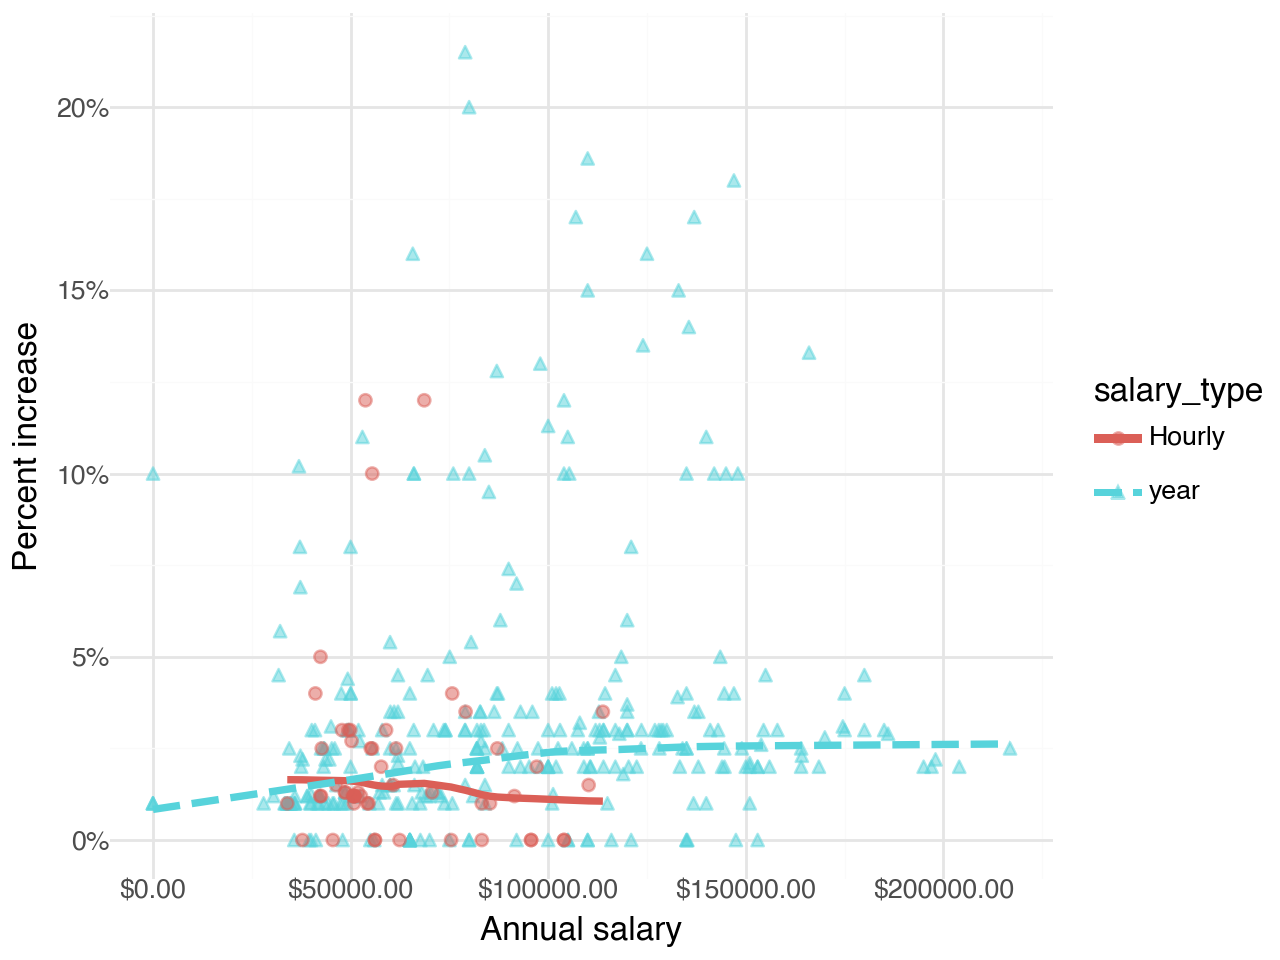 20%
15%
10%
5%
0%
Percent increase
$0.00 $50000.00 $100000.00 $150000.00 $200000.00
Annual salary
salary_type
Hourly
year